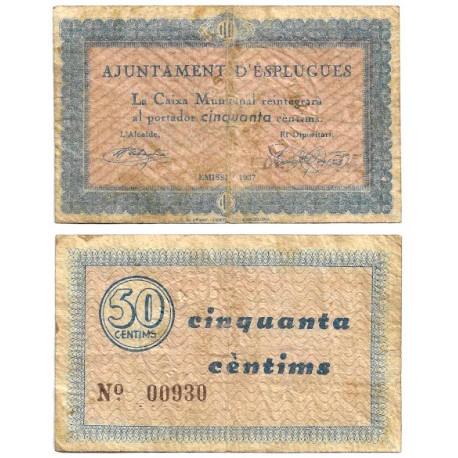 AJUNTAMENT D'ESPLUGUES
La Caixa Municipal reintegrarà
al portador cinquanta cèntims.
L'Alcalde, El Dipositari,
EMISSIÓ 1937
50
CENTIMS
cinquanta
cèntims
Nº 00930